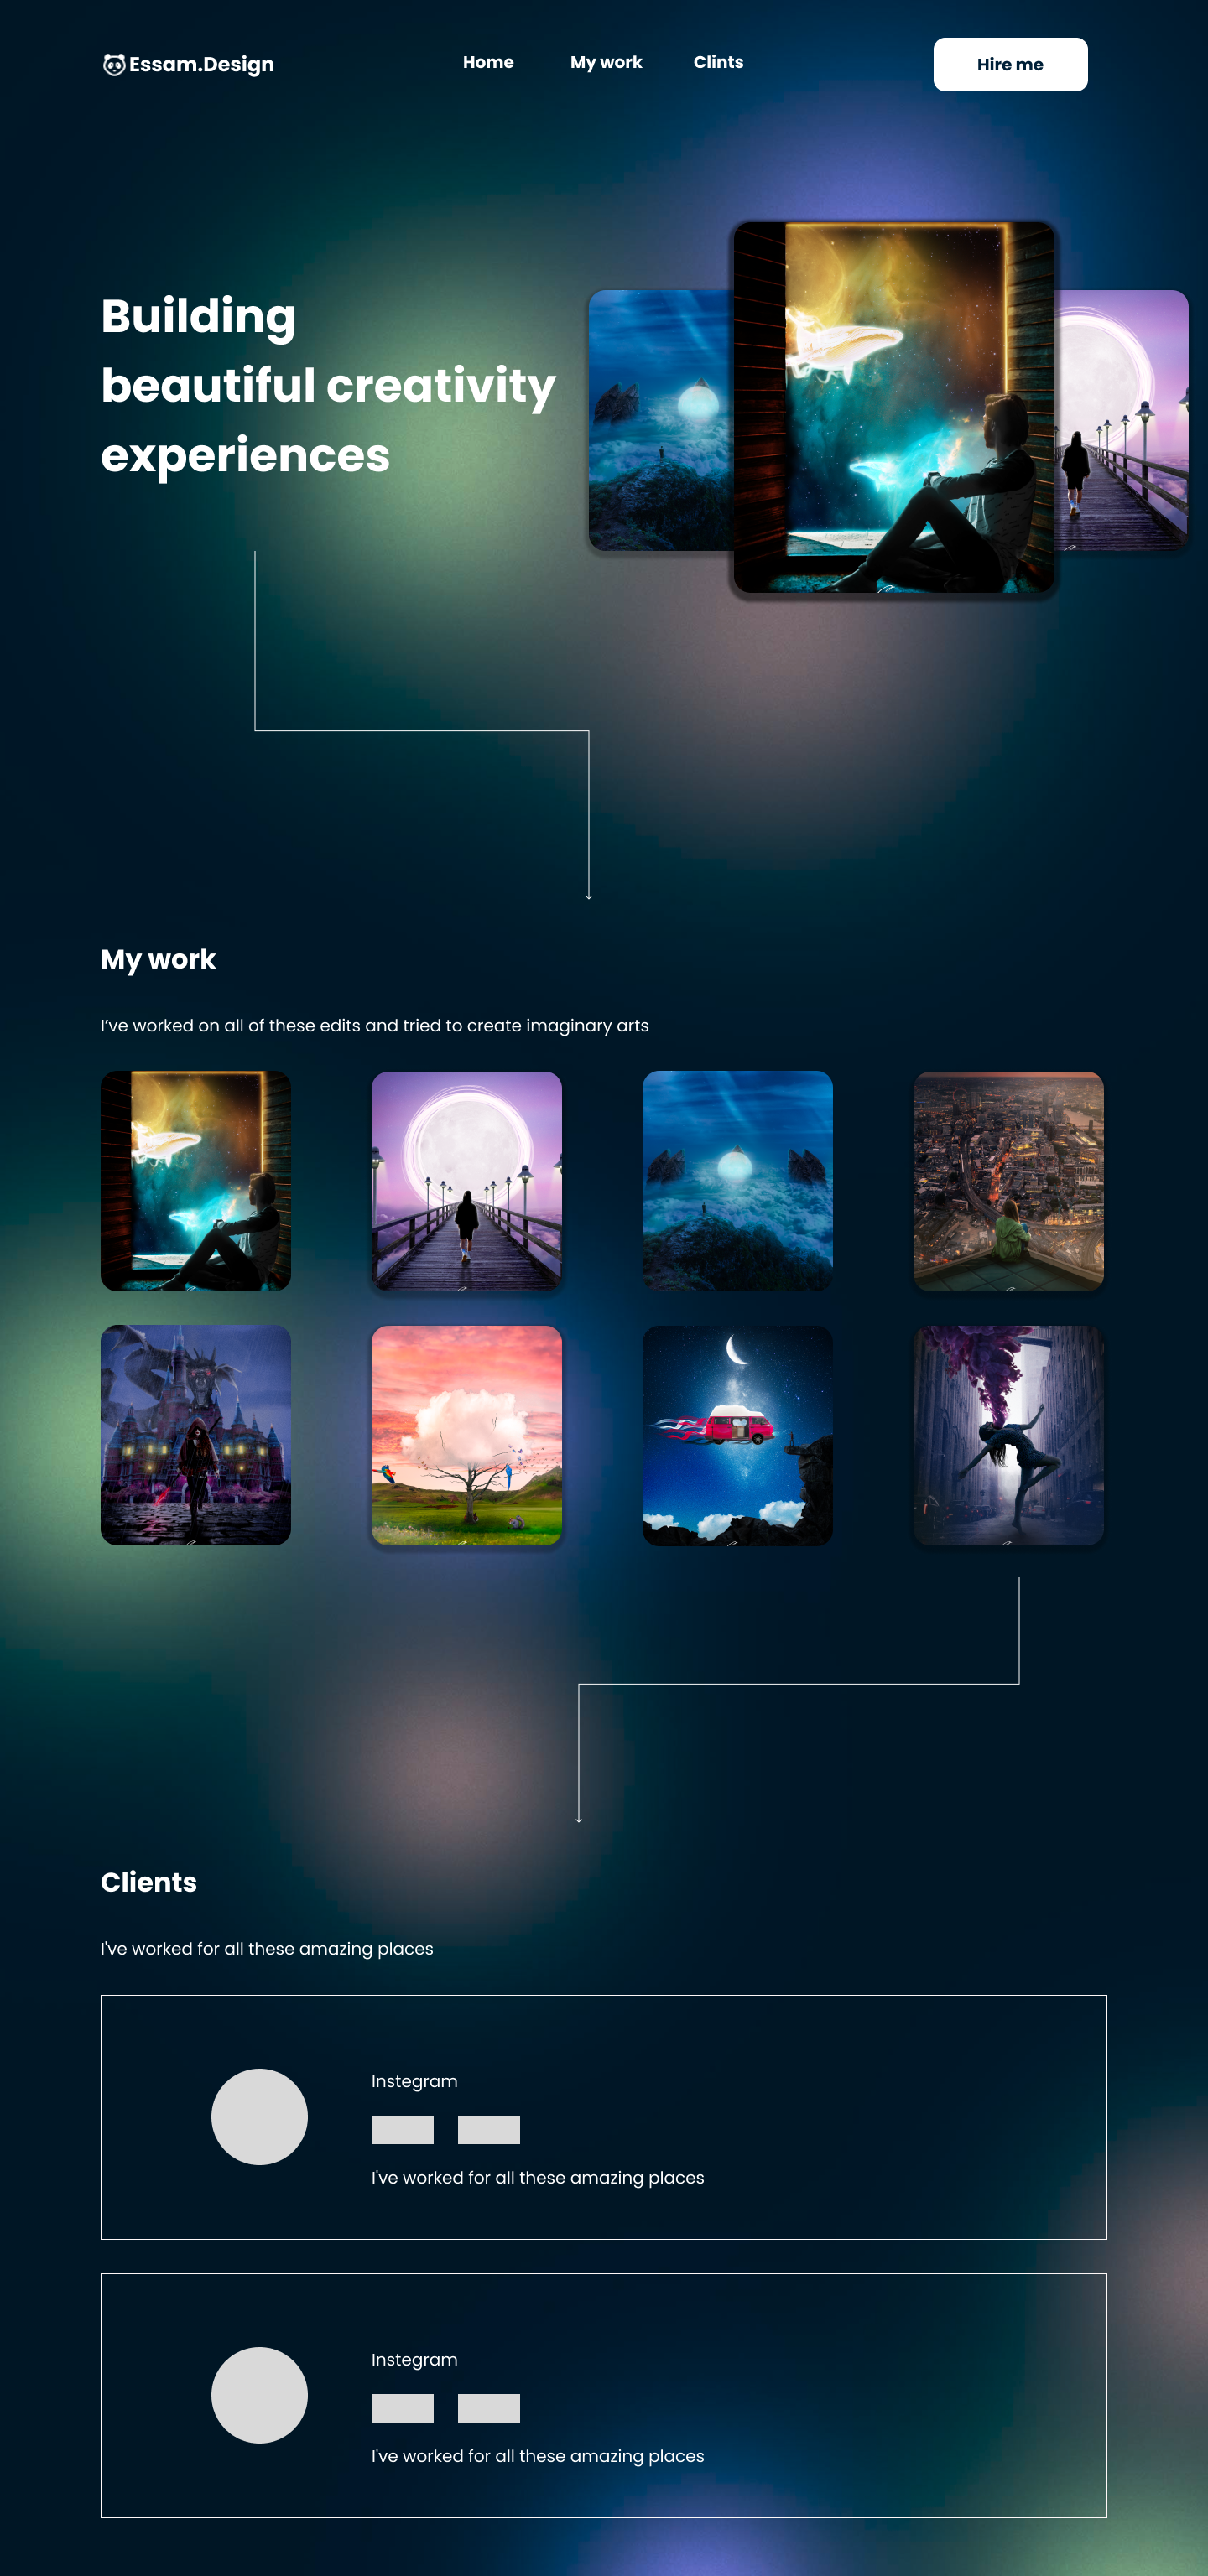 Essam.Design
Home
My work
Clints
Hire me
Building
beautiful creativity
experiences
My work
I’ve worked on all of these edits and tried to create imaginary arts
Clients
I've worked for all these amazing places
Instegram
I've worked for all these amazing places
Instegram
I've worked for all these amazing places